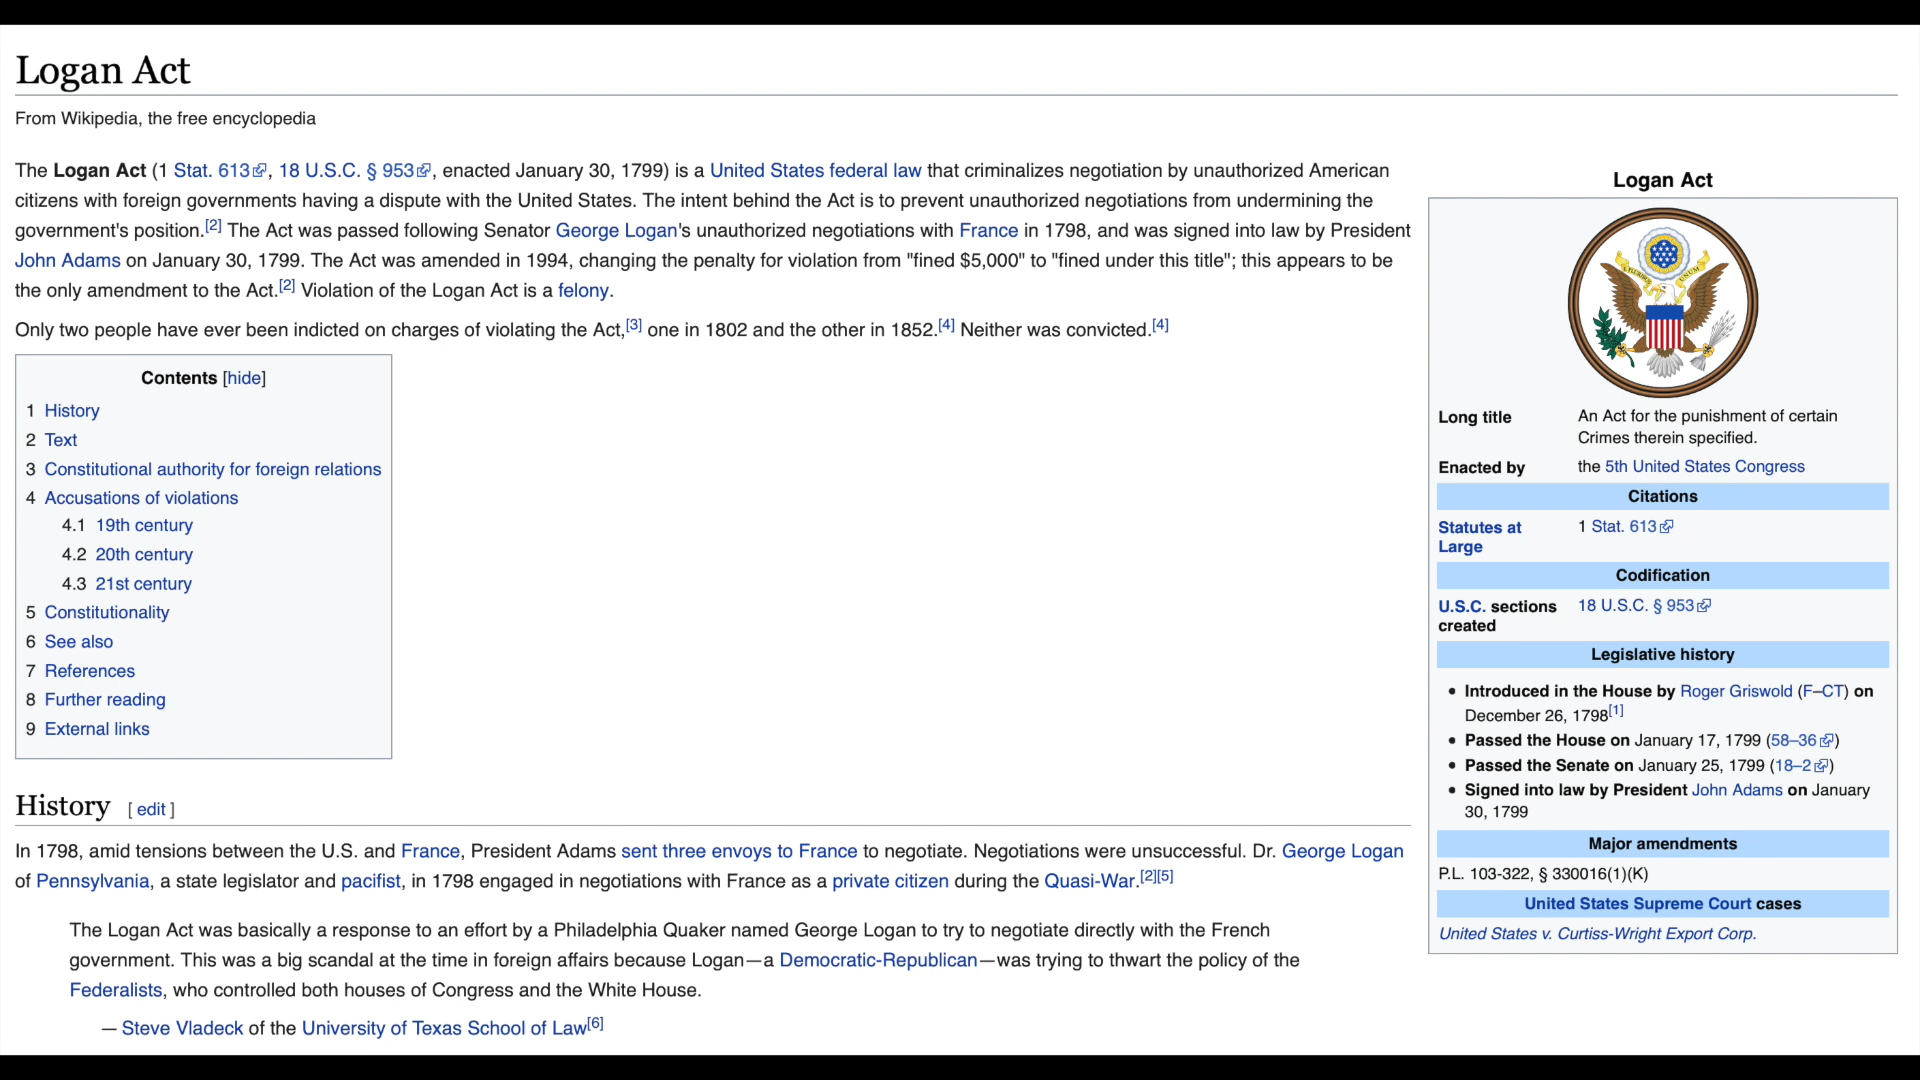 Logan Act
From Wikipedia, the free encyclopedia
The Logan Act (1 Stat. 613, 18 U.S.C. § 953, enacted January 30, 1799) is a United States federal law that criminalizes negotiation by unauthorized American
citizens with foreign governments having a dispute with the United States. The intent behind the Act is to prevent unauthorized negotiations from undermining the
government's position.[2] The Act was passed following Senator George Logan's unauthorized negotiations with France in 1798, and was signed into law by President
John Adams on January 30, 1799. The Act was amended in 1994, changing the penalty for violation from "fined $5,000" to "fined under this title"; this appears to be
the only amendment to the Act.[2] Violation of the Logan Act is a felony.
Only two people have ever been indicted on charges of violating the Act,[3] one in 1802 and the other in 1852.[4] Neither was convicted.[4]
Contents [hide]
1 History
2 Text
3 Constitutional authority for foreign relations
4 Accusations of violations
4.1 19th century
4.2 20th century
4.3 21st century
5 Constitutionality
6 See also
7 References
8 Further reading
9 External links
History [ edit ]
In 1798, amid tensions between the U.S. and France, President Adams sent three envoys to France to negotiate. Negotiations were unsuccessful. Dr. George Logan
of Pennsylvania, a state legislator and pacifist, in 1798 engaged in negotiations with France as a private citizen during the Quasi-War.[2][5]
The Logan Act was basically a response to an effort by a Philadelphia Quaker named George Logan to try to negotiate directly with the French
government. This was a big scandal at the time in foreign affairs because Logan—a Democratic-Republican—was trying to thwart the policy of the
Federalists, who controlled both houses of Congress and the White House.
— Steve Vladeck of the University of Texas School of Law[6]
Logan Act
Long title An Act for the punishment of certain
Crimes therein specified.
Enacted by the 5th United States Congress
Citations
Statutes at 1 Stat. 613
Large
Codification
U.S.C. sections 18 U.S.C. § 953
created
Legislative history
• Introduced in the House by Roger Griswold (F–CT) on
December 26, 1798[1]
• Passed the House on January 17, 1799 (58–36)
• Passed the Senate on January 25, 1799 (18–2)
• Signed into law by President John Adams on January
30, 1799
Major amendments
P.L. 103-322, § 330016(1)(K)
United States Supreme Court cases
United States v. Curtiss-Wright Export Corp.